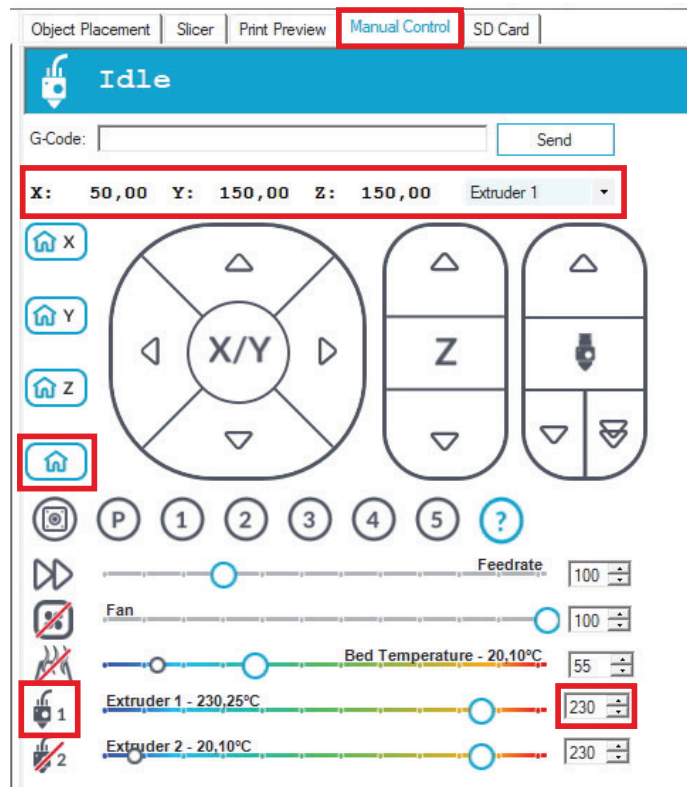 Object Placement Slicer Print Preview Manual Control SD Card
Idle
G-Code: Send
X: 50,00 Y: 150,00 Z: 150,00 Extruder 1
X
Y
X/Y Z
Z
P 1 2 3 4 5 ?
Feedrate 100
Fan 100
Bed Temperature - 20,10°C 55
1 Extruder 1 - 230,25°C 230
2 Extruder 2 - 20,10°C 230